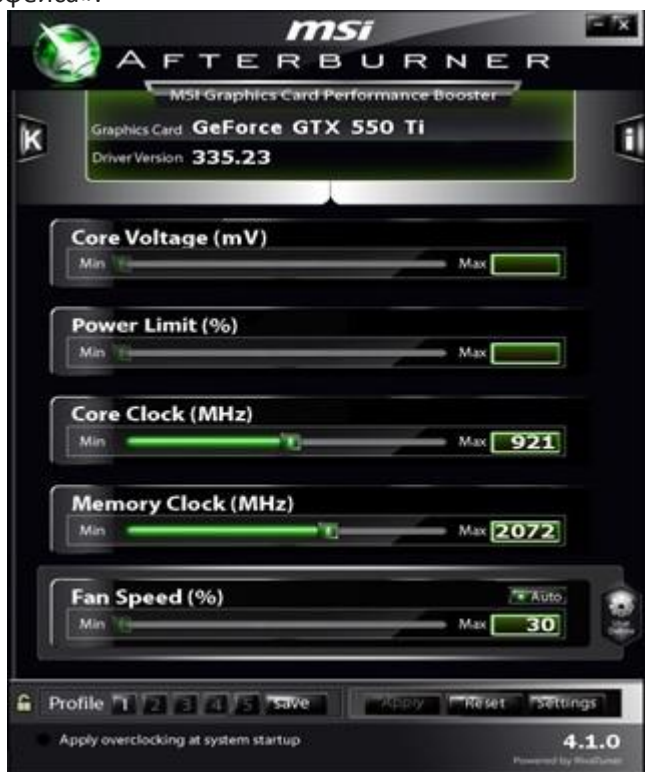 msi
AFTERBURNER
MSI Graphics Card Performance Booster
K
i
Graphics Card GeForce GTX 550 Ti
Driver Version 335.23
Core Voltage (mV)
Min Max
Power Limit (%)
Min Max
Core Clock (MHz)
Min Max 921
Memory Clock (MHz)
Min Max 2072
Fan Speed (%) Auto
Min Max 30
Profile 1 2 3 4 5 Save Apply Reset Settings
Apply overclocking at system startup 4.1.0
Powered by RivaTuner